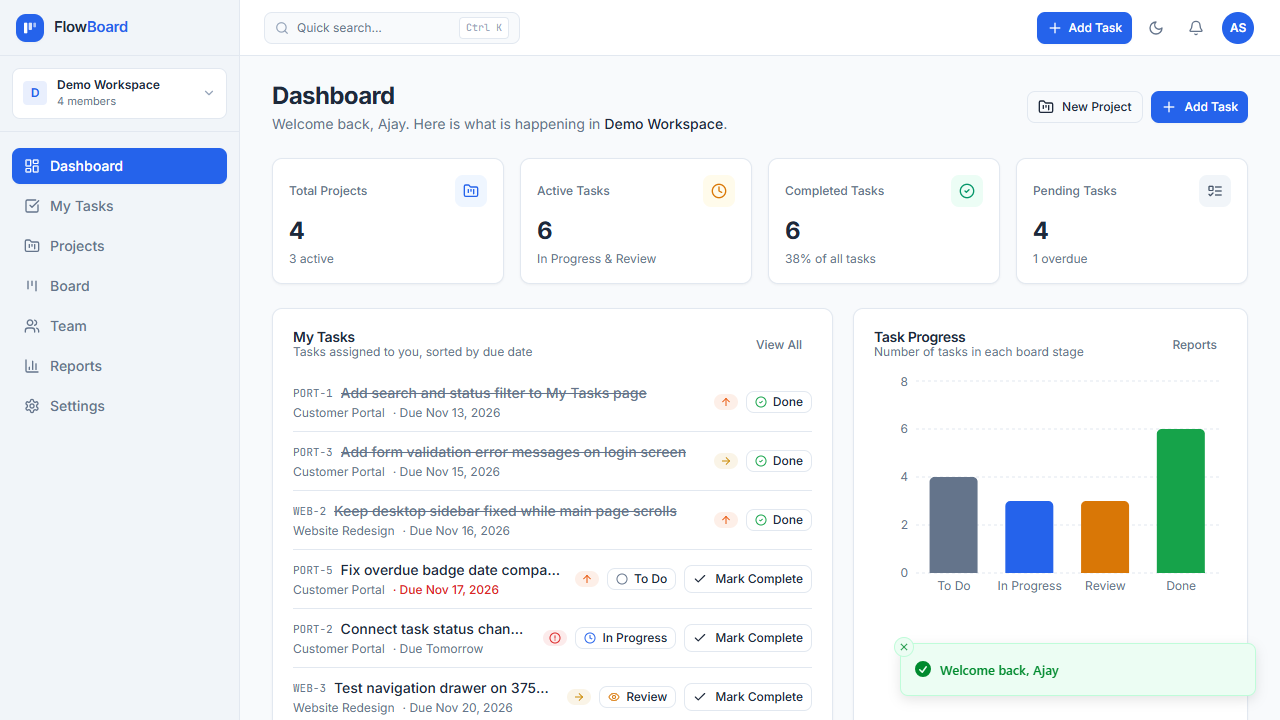 FlowBoard
Quick search...
Ctrl K
Add Task
AS
D
Demo Workspace
4 members
Dashboard
My Tasks
Projects
Board
Team
Reports
Settings
Dashboard
Welcome back, Ajay. Here is what is happening in Demo Workspace.
New Project
Add Task
Total Projects
4
3 active
Active Tasks
6
In Progress & Review
Completed Tasks
6
38% of all tasks
Pending Tasks
4
1 overdue
My Tasks
Tasks assigned to you, sorted by due date
View All
PORT-1 Add search and status filter to My Tasks page
Customer Portal · Due Nov 13, 2026
Done
PORT-3 Add form validation error messages on login screen
Customer Portal · Due Nov 15, 2026
Done
WEB-2 Keep desktop sidebar fixed while main page scrolls
Website Redesign · Due Nov 16, 2026
Done
PORT-5 Fix overdue badge date compa...
Customer Portal · Due Nov 17, 2026
To Do
Mark Complete
PORT-2 Connect task status chan...
Customer Portal · Due Tomorrow
In Progress
Mark Complete
WEB-3 Test navigation drawer on 375...
Website Redesign · Due Nov 20, 2026
Review
Mark Complete
Task Progress
Number of tasks in each board stage
Reports
8
6
4
2
0
To Do
In Progress
Review
Done
Welcome back, Ajay